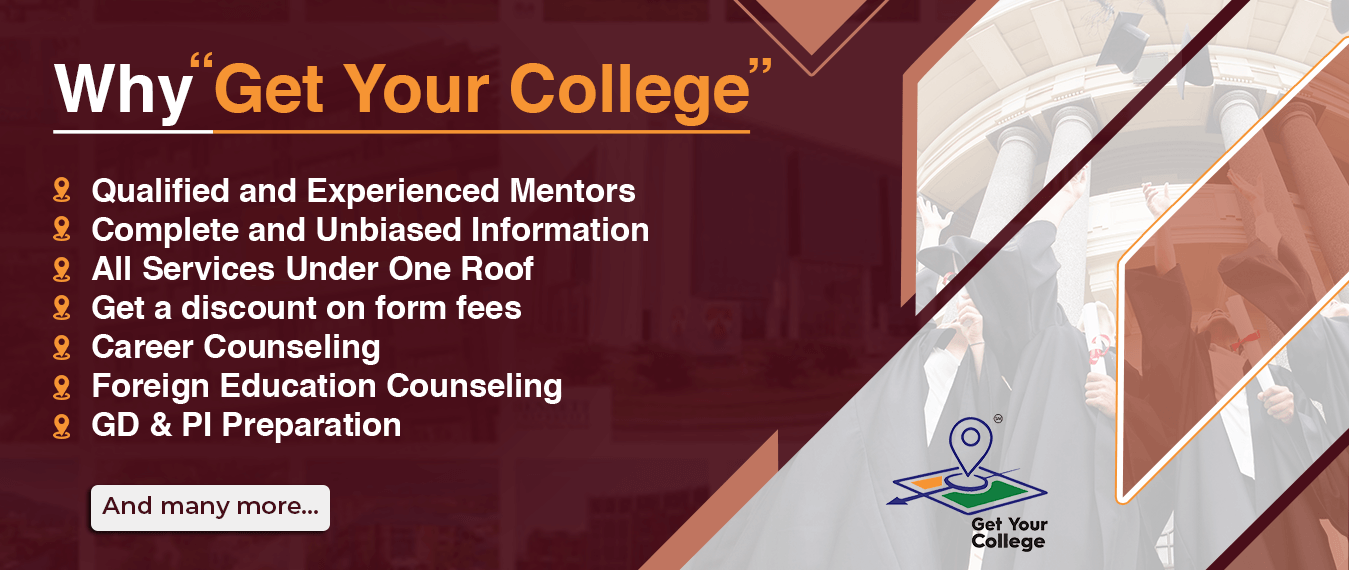 Why “Get Your College”
Qualified and Experienced Mentors
Complete and Unbiased Information
All Services Under One Roof
Get a discount on form fees
Career Counseling
Foreign Education Counseling
GD & PI Preparation
And many more...
Get Your
College